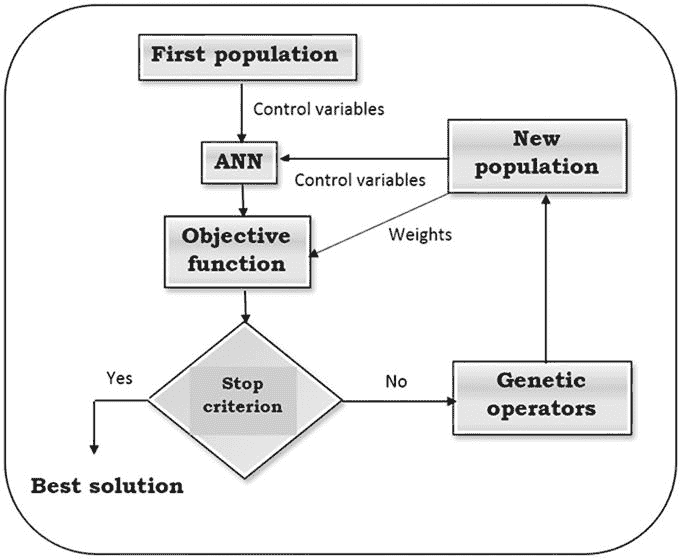 First population
Control variables
ANN
New
population
Control variables
Objective
function
Weights
Yes
Stop
criterion
No
Genetic
operators
Best solution